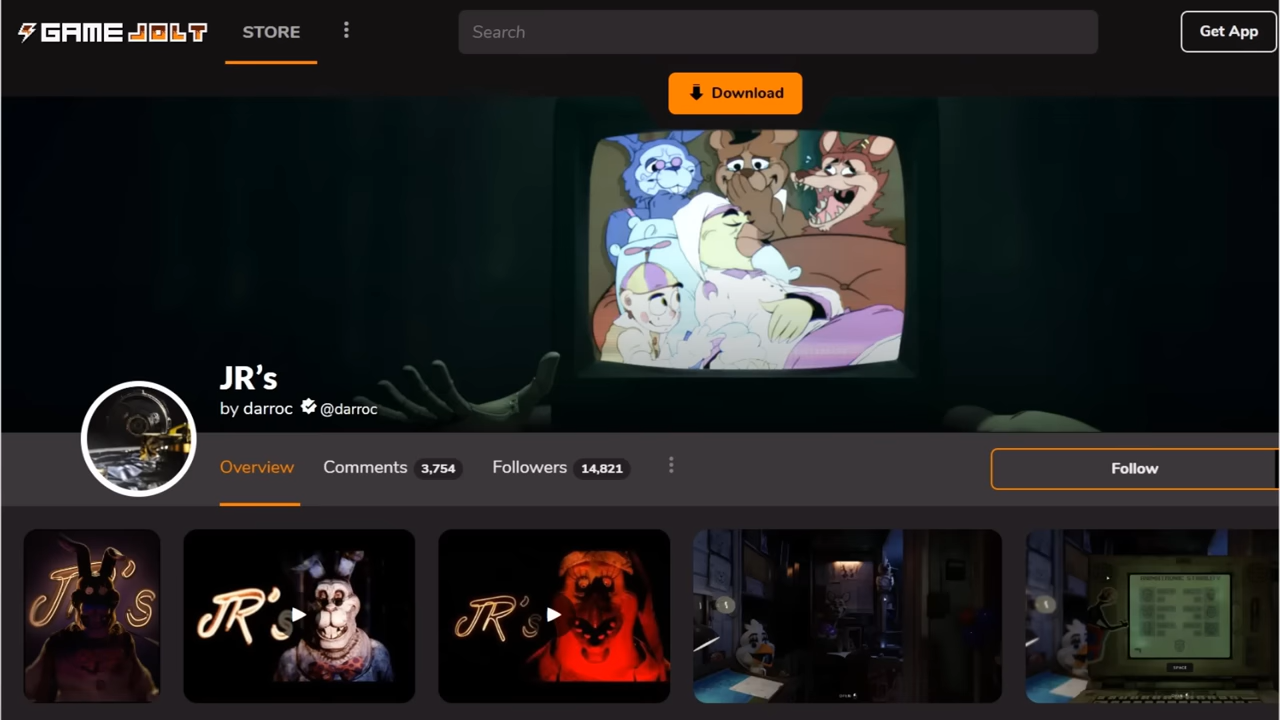 GAME JOLT
STORE
Search
Get App
Download
JR's
by darroc @darroc
Overview
Comments 3,754
Followers 14,821
Follow
JR's
JR's
JR's
SPACE